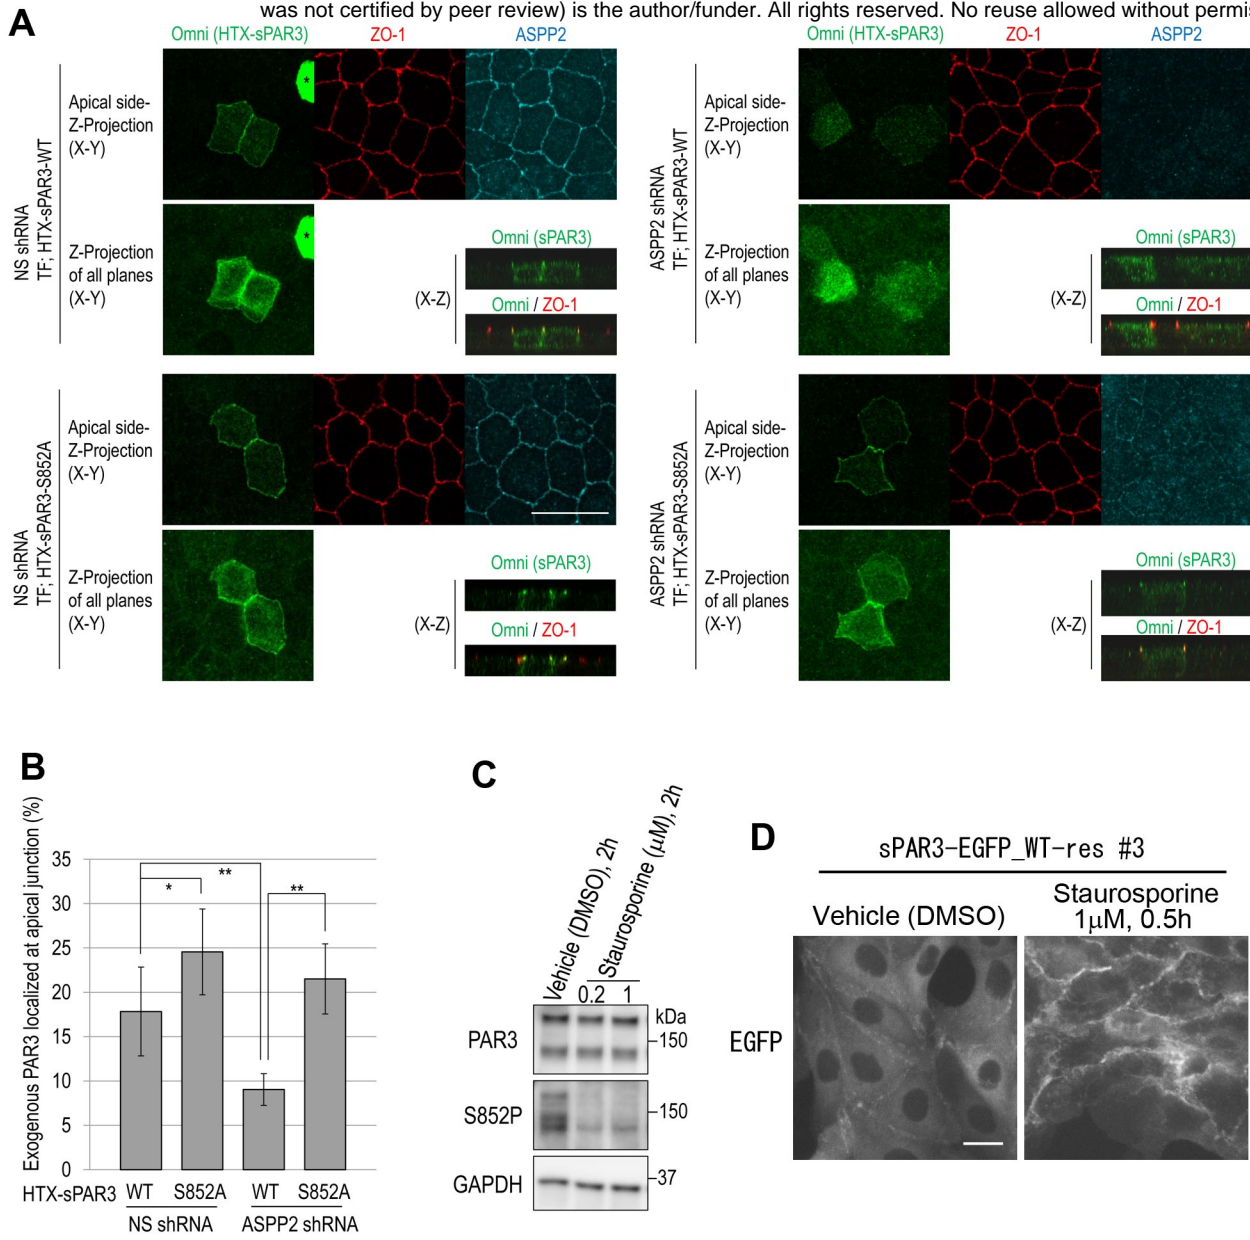 was not certified by peer review) is the author/funder. All rights reserved. No reuse allowed without permis
A
Omni (HTX-sPAR3)
ZO-1
ASPP2
NS shRNA
TF; HTX-sPAR3-WT
Apical side-
Z-Projection
(X-Y)
*
Z-Projection
of all planes
(X-Y)
*
(X-Z)
Omni (sPAR3)
Omni / ZO-1
NS shRNA
TF; HTX-sPAR3-S852A
Apical side-
Z-Projection
(X-Y)
Z-Projection
of all planes
(X-Y)
(X-Z)
Omni (sPAR3)
Omni / ZO-1
Omni (HTX-sPAR3)
ZO-1
ASPP2
ASPP2 shRNA
TF; HTX-sPAR3-WT
Apical side-
Z-Projection
(X-Y)
Z-Projection
of all planes
(X-Y)
(X-Z)
Omni (sPAR3)
Omni / ZO-1
ASPP2 shRNA
TF; HTX-sPAR3-S852A
Apical side-
Z-Projection
(X-Y)
Z-Projection
of all planes
(X-Y)
(X-Z)
Omni (sPAR3)
Omni / ZO-1
B
Exogenous PAR3 localized at apical junction (%)
35
30
25
20
15
10
5
0
*
**
**
HTX-sPAR3 WT S852A WT S852A
NS shRNA ASPP2 shRNA
C
Vehicle (DMSO), 2h
Staurosporine (μM), 2h
0.2 1
kDa
PAR3
150
S852P
150
GAPDH
37
D
sPAR3-EGFP_WT-res #3
Vehicle (DMSO)
Staurosporine
1μM, 0.5h
EGFP